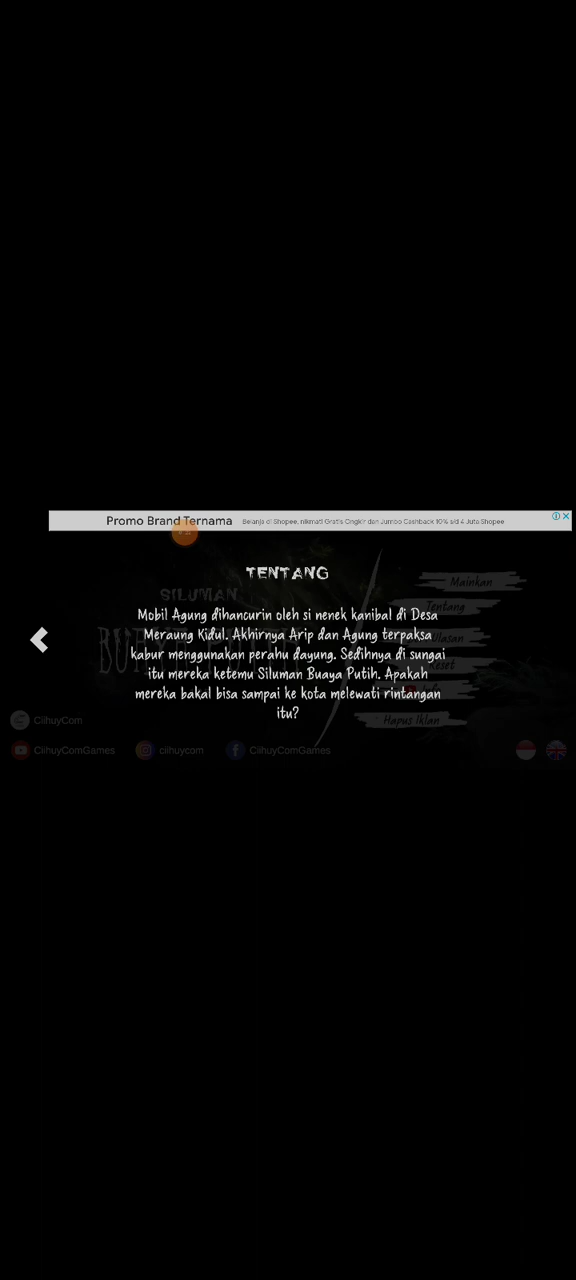 Promo Brand Ternama
Belanja di Shopee, nikmati Gratis Ongkir dan Jumbo Cashback 10% s/d 4 Juta Shopee
TENTANG
SILUMAN
Mainkan
Tentang
Mobil Agung dihancurin oleh si nenek kanibal di Desa
Meraung Kidul. Akhirnya Arip dan Agung terpaksa
kabur menggunakan perahu dayung. Sedihnya di sungai
itu mereka ketemu Siluman Buaya Putih. Apakah
mereka bakal bisa sampai ke kota melewati rintangan
itu?
Ulasan
Reset
Hapus Iklan
CiihuyCom
CiihuyComGames
ciihuycom
CiihuyComGames